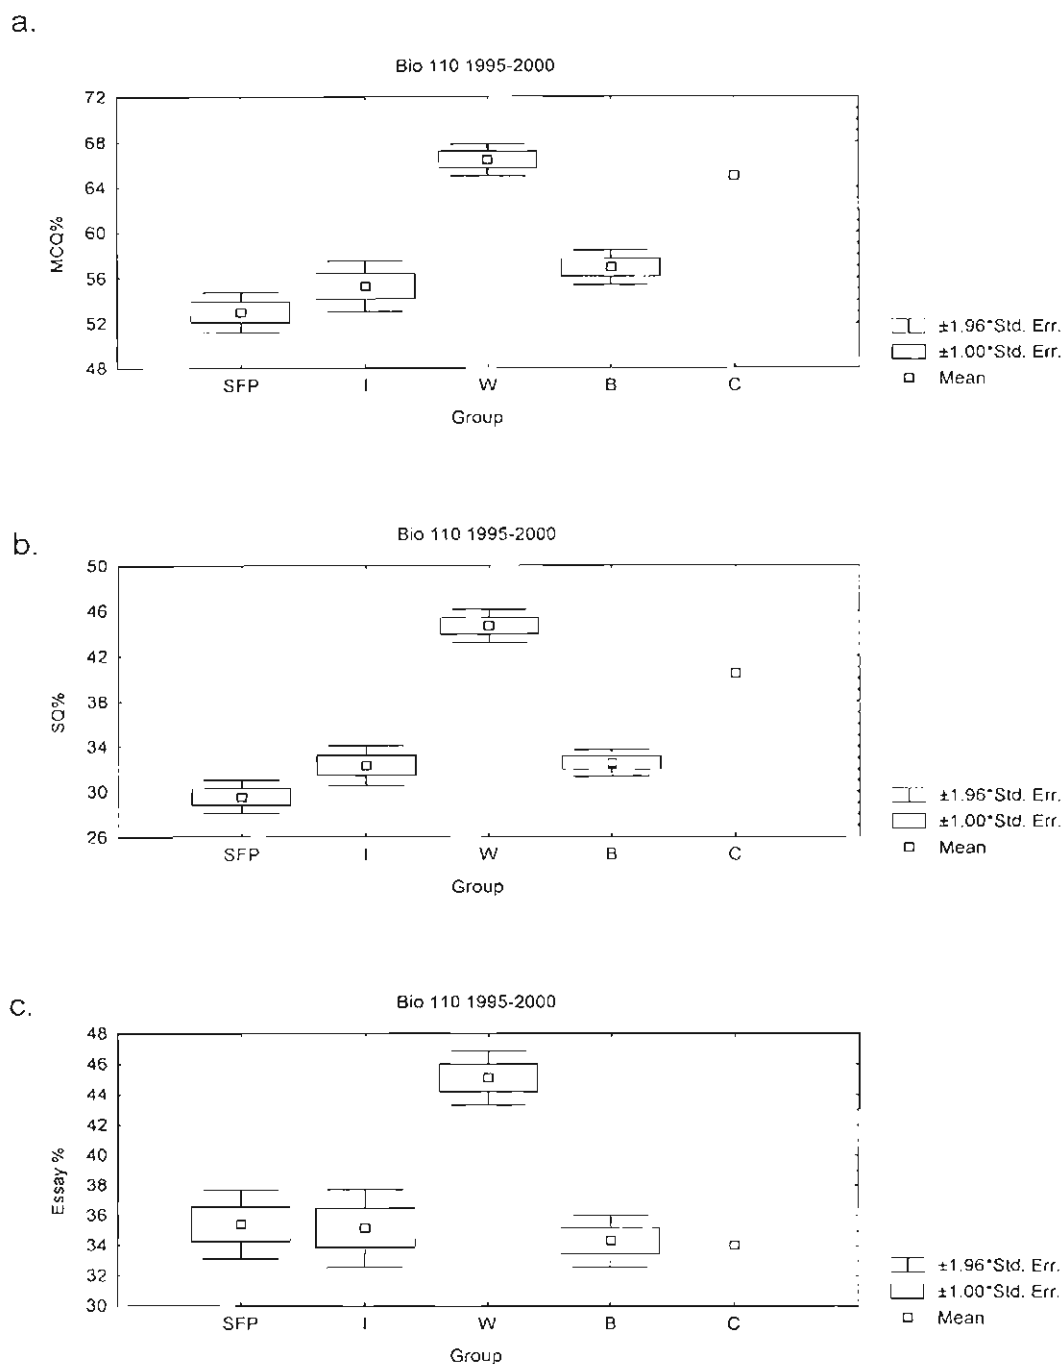 a.
Bio 110 1995-2000
72
68
64
60
56
52
48
MCQ%
SFP I W B C
Group
±1.96*Std. Err.
±1.00*Std. Err.
Mean
b.
Bio 110 1995-2000
50
46
42
38
34
30
26
SQ%
SFP I W B C
Group
±1.96*Std. Err.
±1.00*Std. Err.
Mean
c.
Bio 110 1995-2000
48
46
44
42
40
38
36
34
32
30
Essay %
SFP I W B C
Group
±1.96*Std. Err.
±1.00*Std. Err.
Mean